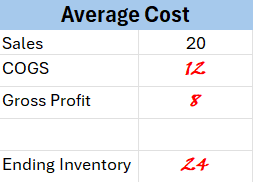 Average Cost
Sales 20
COGS 12
Gross Profit 8
Ending Inventory 24